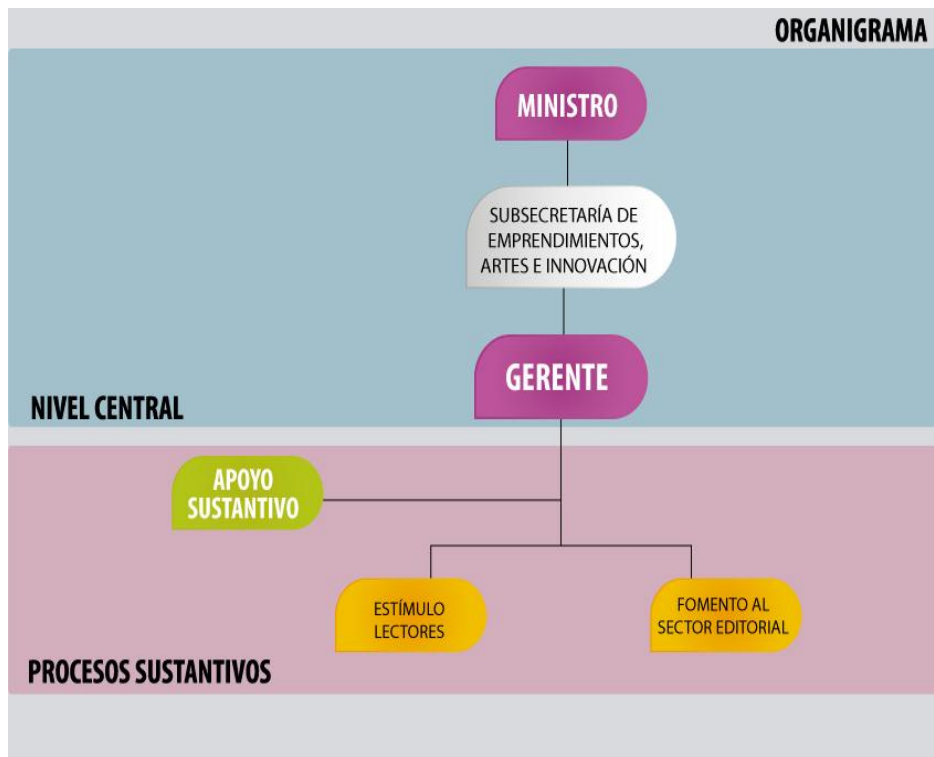 ORGANIGRAMA
MINISTRO
SUBSECRETARÍA DE
EMPRENDIMIENTOS,
ARTES E INNOVACIÓN
GERENTE
NIVEL CENTRAL
APOYO
SUSTANTIVO
ESTÍMULO
LECTORES
FOMENTO AL
SECTOR EDITORIAL
PROCESOS SUSTANTIVOS